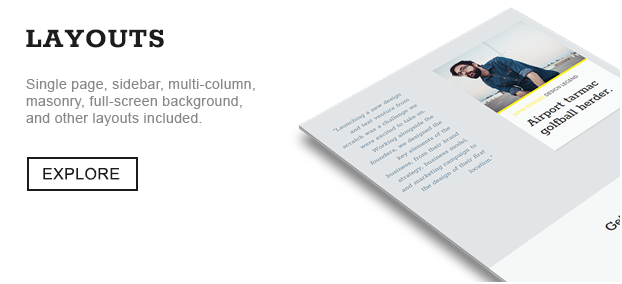 LAYOUTS
Single page, sidebar, multi-column,
masonry, full-screen background,
and other layouts included.
EXPLORE
"Launching a new design
and text venture from
scratch was a challenge we
were excited to take on.
Working alongside the
founders, we designed the
key elements of the
business, from their brand
strategy, business model,
and marketing campaign to
the design of their first
location."
DESIGN LEGEND
Airport tarmac
golfball herder.